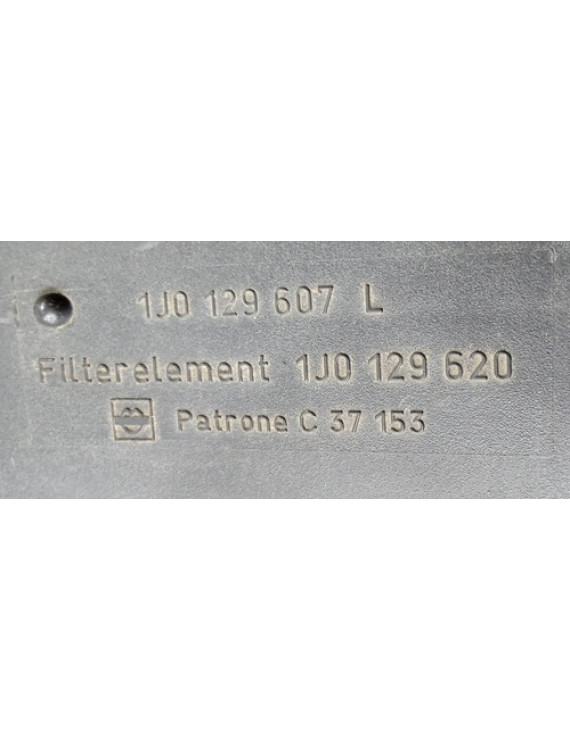 1J0 129 607 L
Filterelement 1J0 129 620
Patrone C 37 153